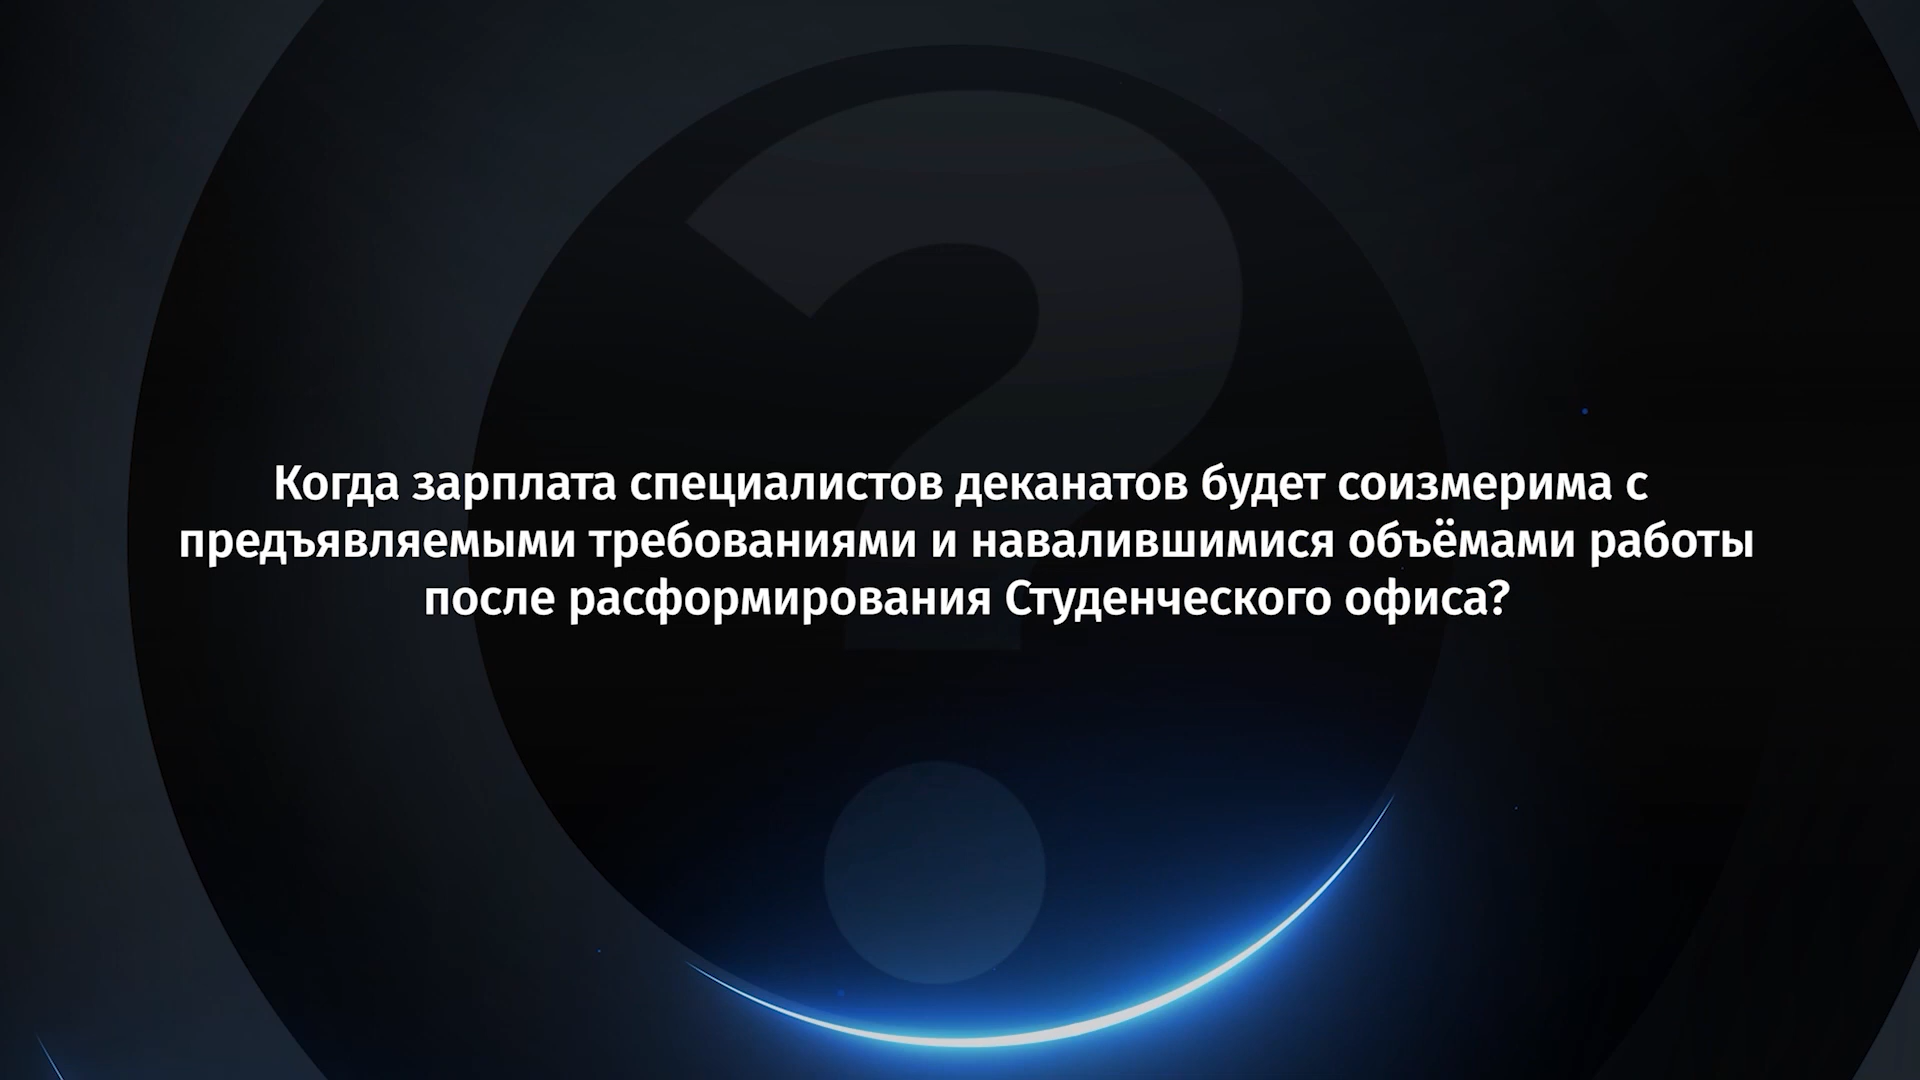 Когда зарплата специалистов деканатов будет соизмерима с
предъявляемыми требованиями и навалившимися объёмами работы
после расформирования Студенческого офиса?